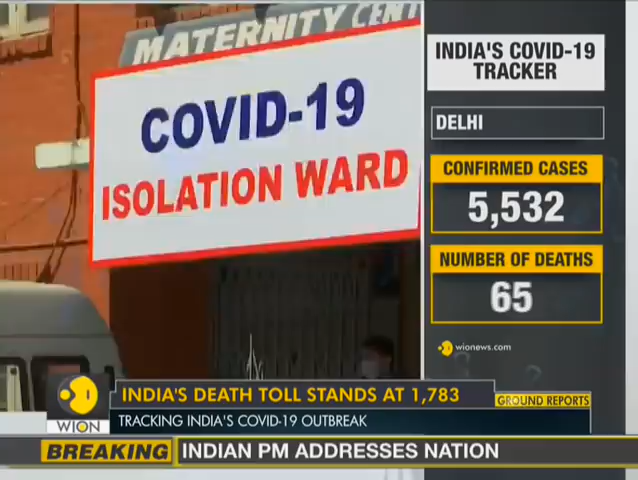 MATERNITY CENT
COVID-19
ISOLATION WARD
INDIA'S COVID-19
TRACKER
DELHI
CONFIRMED CASES
5,532
NUMBER OF DEATHS
65
wionews.com
INDIA'S DEATH TOLL STANDS AT 1,783
GROUND REPORTS
WION
TRACKING INDIA'S COVID-19 OUTBREAK
BREAKING
INDIAN PM ADDRESSES NATION